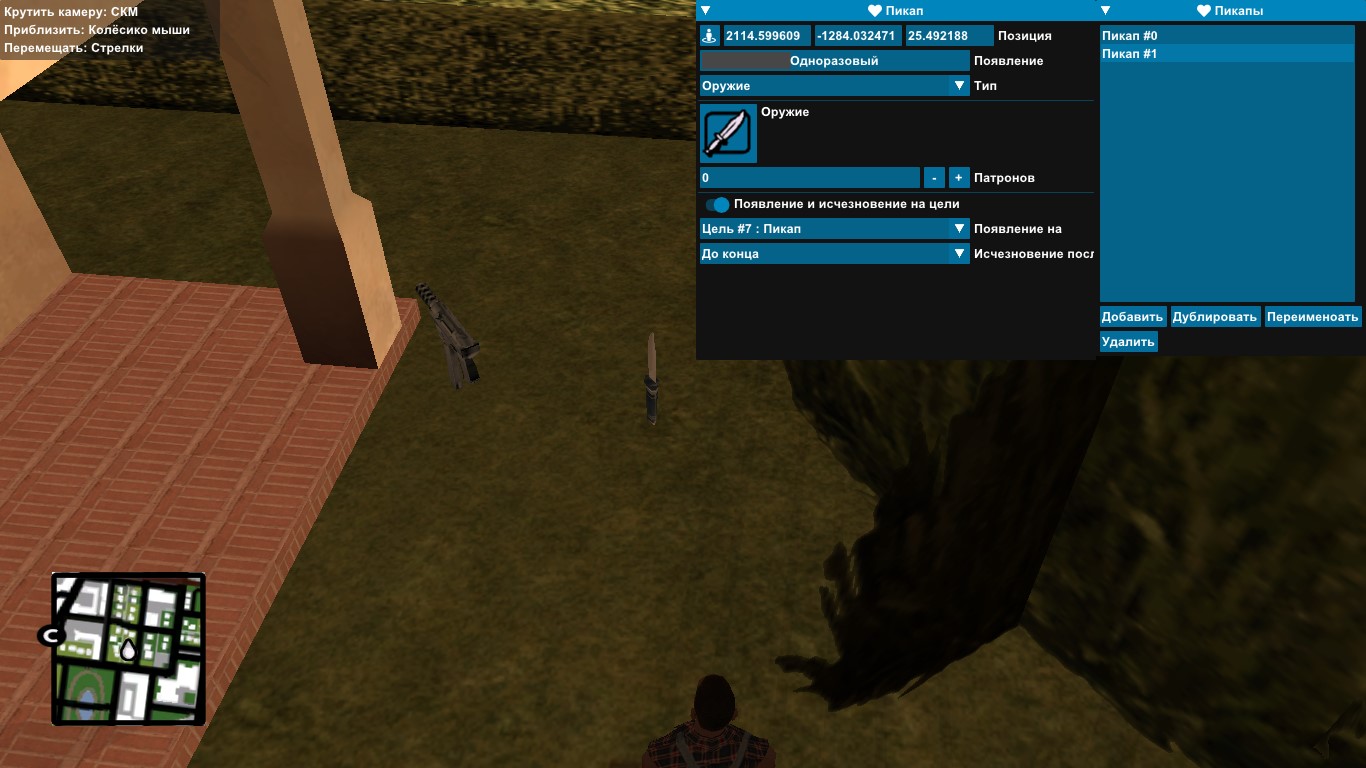 Крутить камеру: СКМ
Приблизить: Колёсико мыши
Перемещать: Стрелки
Пикап
2114.599609 -1284.032471 25.492188 Позиция
Одноразовый Появление
Оружие Тип
Оружие
0 - + Патронов
Появление и исчезновение на цели
Цель #7 : Пикап Появление на
До конца Исчезновение посл
Пикапы
Пикап #0
Пикап #1
Добавить Дублировать Переименоать
Удалить
С